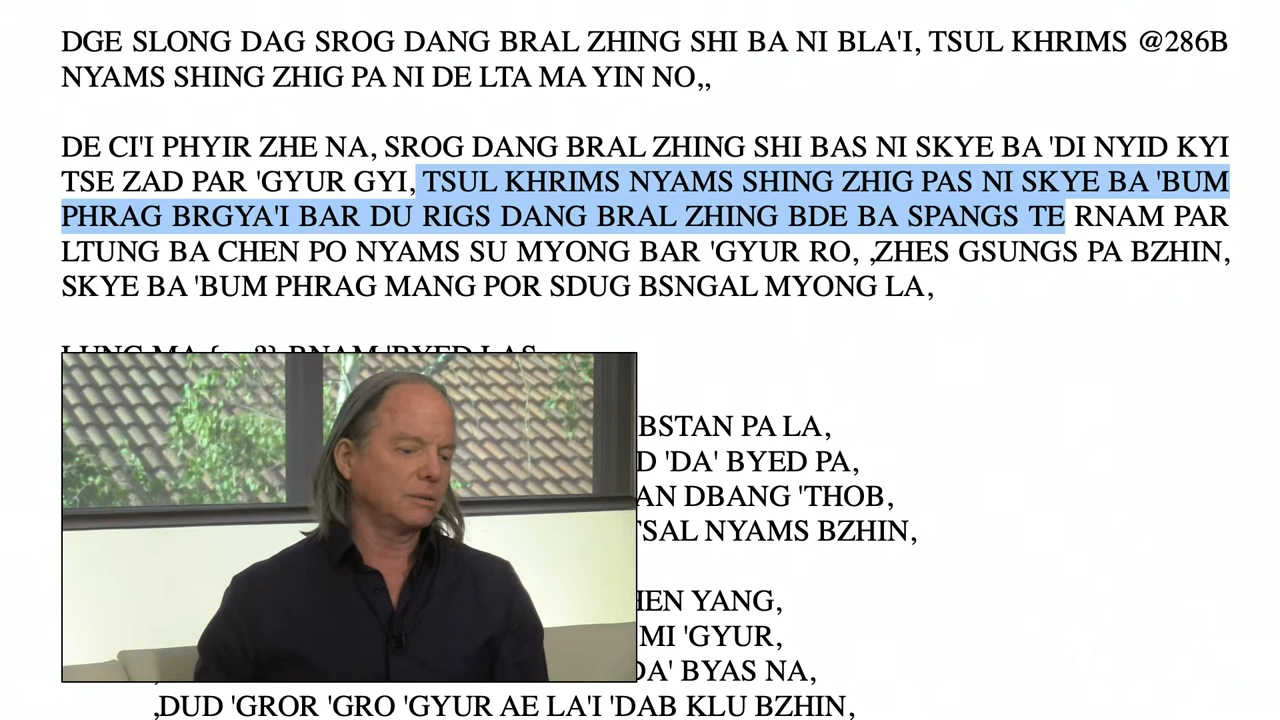 DGE SLONG DAG SROG DANG BRAL ZHING SHI BA NI BLA'I, TSUL KHRIMS @286B
NYAMS SHING ZHIG PA NI DE LTA MA YIN NO,,
DE CI'I PHYIR ZHE NA, SROG DANG BRAL ZHING SHI BAS NI SKYE BA 'DI NYID KYI
TSE ZAD PAR 'GYUR GYI, TSUL KHRIMS NYAMS SHING ZHIG PAS NI SKYE BA 'BUM
PHRAG BRGYA'I BAR DU RIGS DANG BRAL ZHING BDE BA SPANGS TE RNAM PAR
LTUNG BA CHEN PO NYAMS SU MYONG BAR 'GYUR RO, ,ZHES GSUNGS PA BZHIN,
SKYE BA 'BUM PHRAG MANG POR SDUG BSNGAL MYONG LA,
LUNG MA RNAM 'BYED LAS
BSTAN PA LA,
'DA' BYED PA,
DBANG 'THOB,
NYAMS BZHIN,
YANG,
MI 'GYUR,
BYAS NA,
,DUD 'GROR 'GRO 'GYUR AE LA'I 'DAB KLU BZHIN,